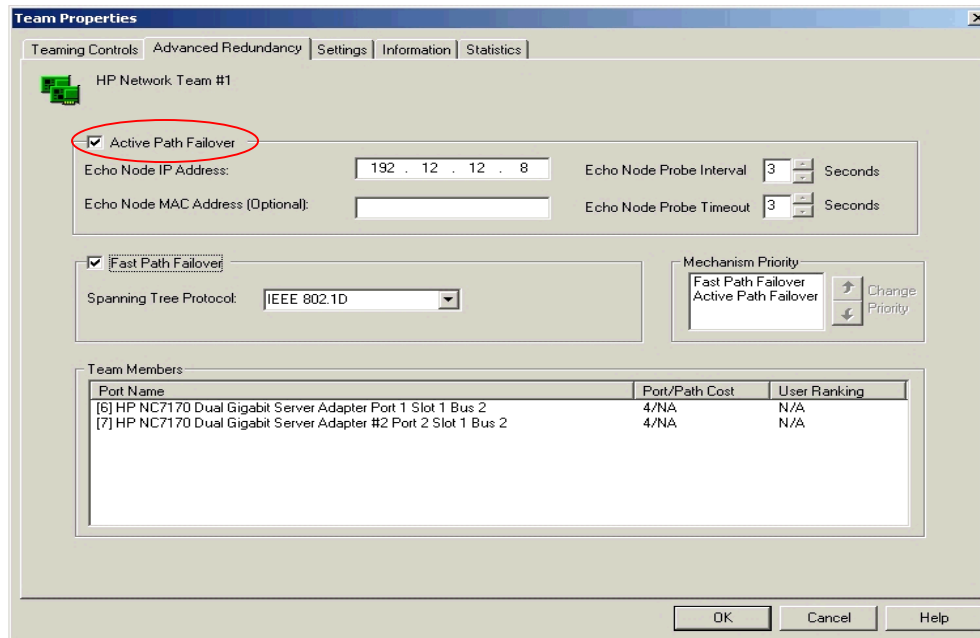 Team Properties
Teaming Controls Advanced Redundancy Settings Information Statistics
HP Network Team #1
Active Path Failover
Echo Node IP Address: 192 . 12 . 12 . 8 Echo Node Probe Interval 3 Seconds
Echo Node MAC Address (Optional): Echo Node Probe Timeout 3 Seconds
Fast Path Failover
Spanning Tree Protocol: IEEE 802.1D
Mechanism Priority
Fast Path Failover
Active Path Failover
Change
Priority
Team Members
Port Name Port/Path Cost User Ranking
[6] HP NC7170 Dual Gigabit Server Adapter Port 1 Slot 1 Bus 2 4/NA N/A
[7] HP NC7170 Dual Gigabit Server Adapter #2 Port 2 Slot 1 Bus 2 4/NA N/A
OK Cancel Help